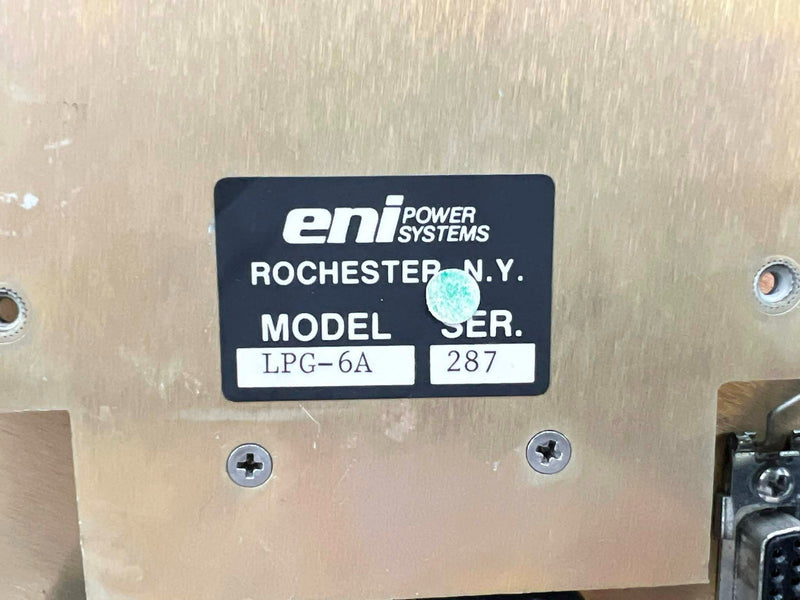 eni POWER
SYSTEMS
ROCHESTER, N.Y.
MODEL SER.
LPG-6A 287